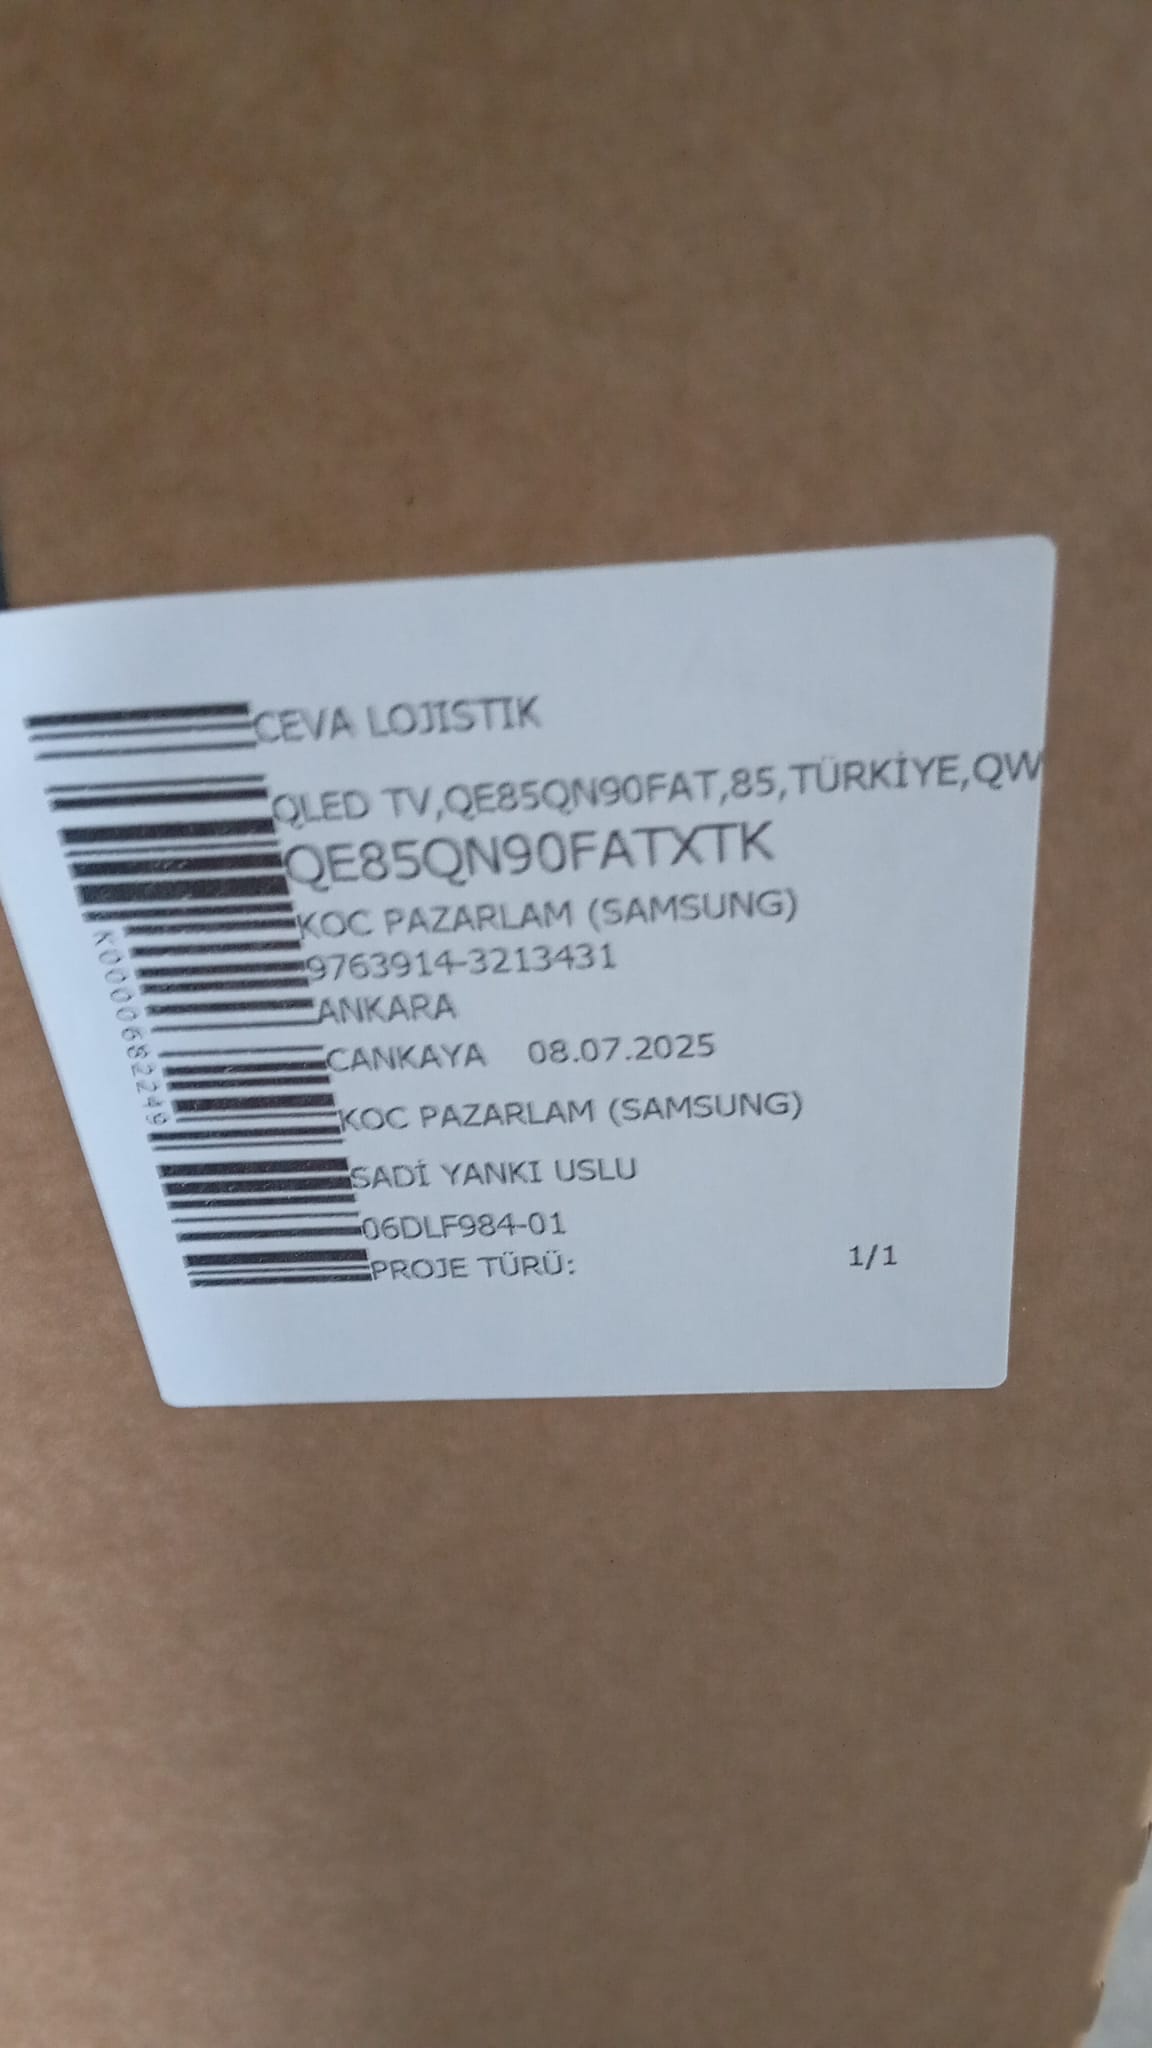 CEVA LOJISTIK
QLED TV,QE85QN90FAT,85,TÜRKİYE,QW
QE85QN90FATXTK
KOC PAZARLAM (SAMSUNG)
9763914-3213431
ANKARA
CANKAYA 08.07.2025
KOC PAZARLAM (SAMSUNG)
SADİ YANKI USLU
06DLF984-01
PROJE TÜRÜ: 1/1
K0000682249